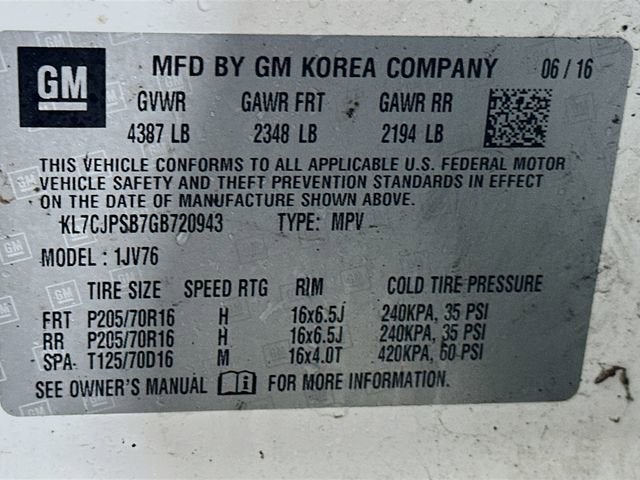 GM MFD BY GM KOREA COMPANY 06 / 16
GVWR GAWR FRT GAWR RR
4387 LB 2348 LB 2194 LB
THIS VEHICLE CONFORMS TO ALL APPLICABLE U.S. FEDERAL MOTOR
VEHICLE SAFETY AND THEFT PREVENTION STANDARDS IN EFFECT
ON THE DATE OF MANUFACTURE SHOWN ABOVE.
KL7CJPSB7GB720943 TYPE: MPV
MODEL : 1JV76
TIRE SIZE SPEED RTG RIM COLD TIRE PRESSURE
FRT P205/70R16 H 16x6.5J 240KPA, 35 PSI
RR P205/70R16 H 16x6.5J 240KPA, 35 PSI
SPA T125/70D16 M 16x4.0T 420KPA, 60 PSI
SEE OWNER'S MANUAL FOR MORE INFORMATION.